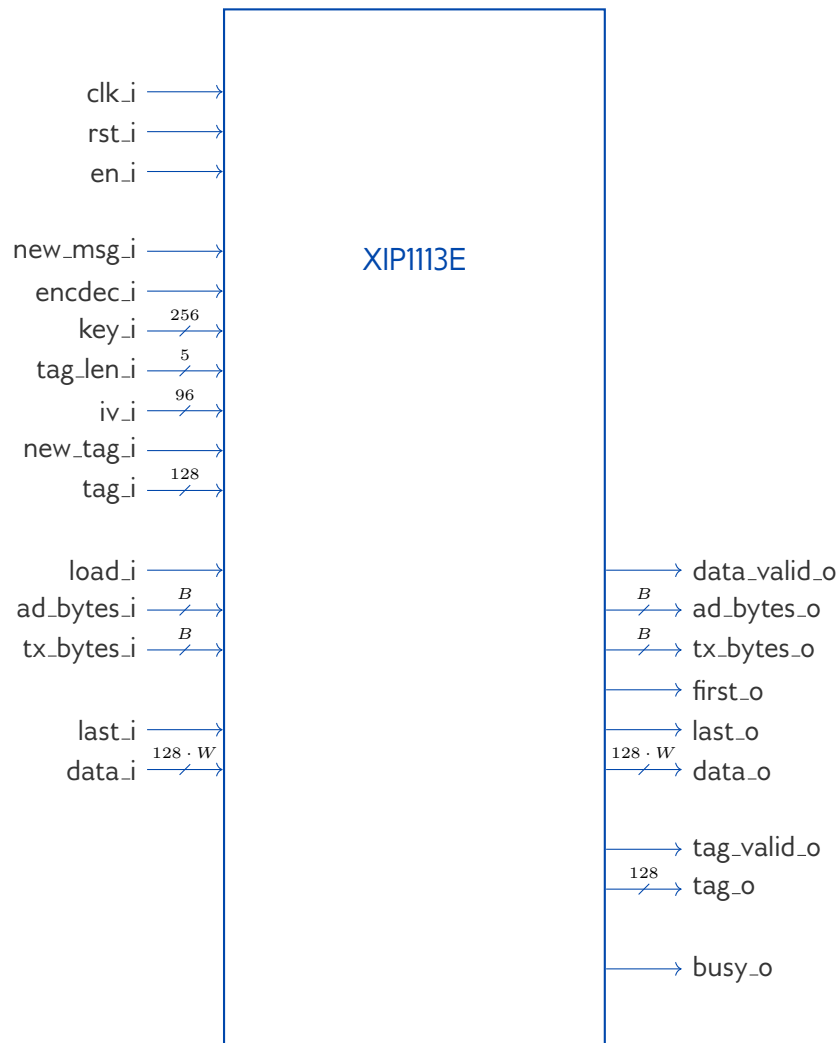 clk_i
rst_i
en_i
new_msg_i
XIP1113E
encdec_i
256
key_i
5
tag_len_i
96
iv_i
new_tag_i
128
tag_i
load_i
data_valid_o
B
ad_bytes_i
B
ad_bytes_o
B
tx_bytes_i
B
tx_bytes_o
first_o
last_i
last_o
128 · W
data_i
128 · W
data_o
tag_valid_o
128
tag_o
busy_o